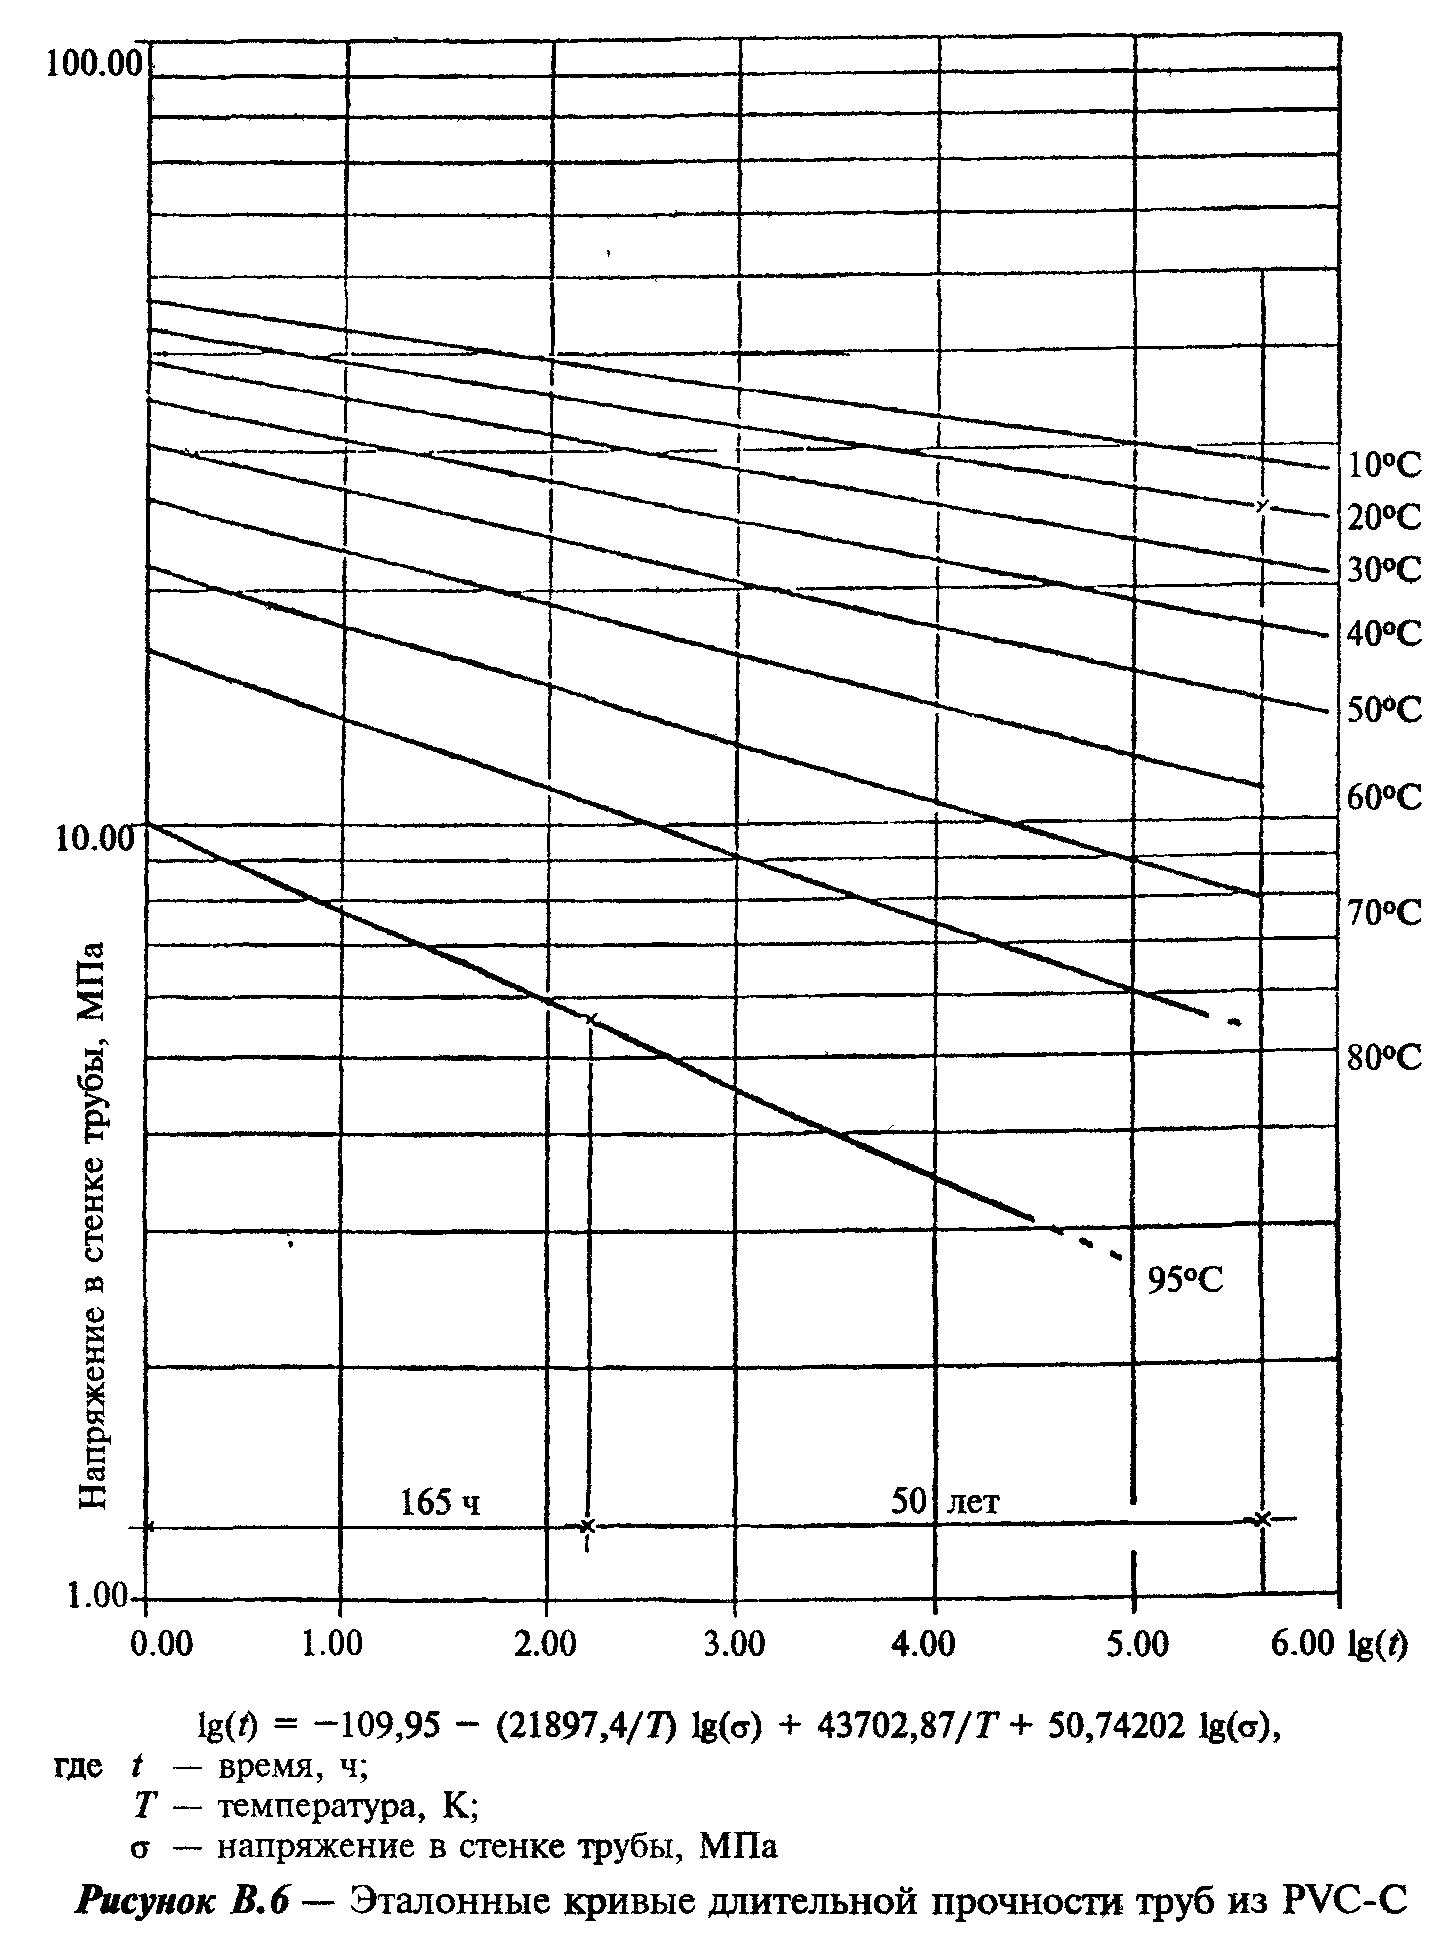 100.00
10°C
20°C
30°C
40°C
50°C
60°C
10.00
70°C
80°C
95°C
Напряжение в стенке трубы, МПа
165 ч
50 лет
1.00
0.00 1.00 2.00 3.00 4.00 5.00 6.00 lg(t)
lg(t) = −109,95 − (21897,4/T) lg(σ) + 43702,87/T + 50,74202 lg(σ),
где t — время, ч;
T — температура, К;
σ — напряжение в стенке трубы, МПа
Рисунок В.6 — Эталонные кривые длительной прочности труб из PVC-C